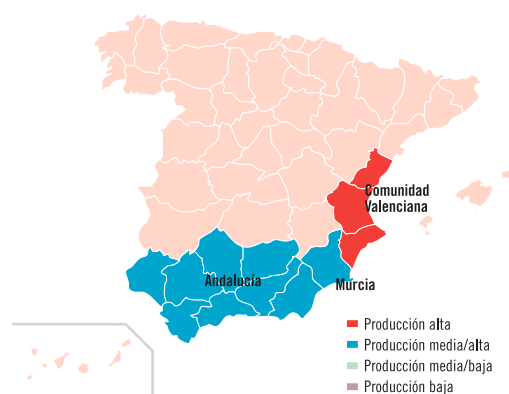 Comunidad
Valenciana
Andalucía
Murcia
Producción alta
Producción media/alta
Producción media/baja
Producción baja